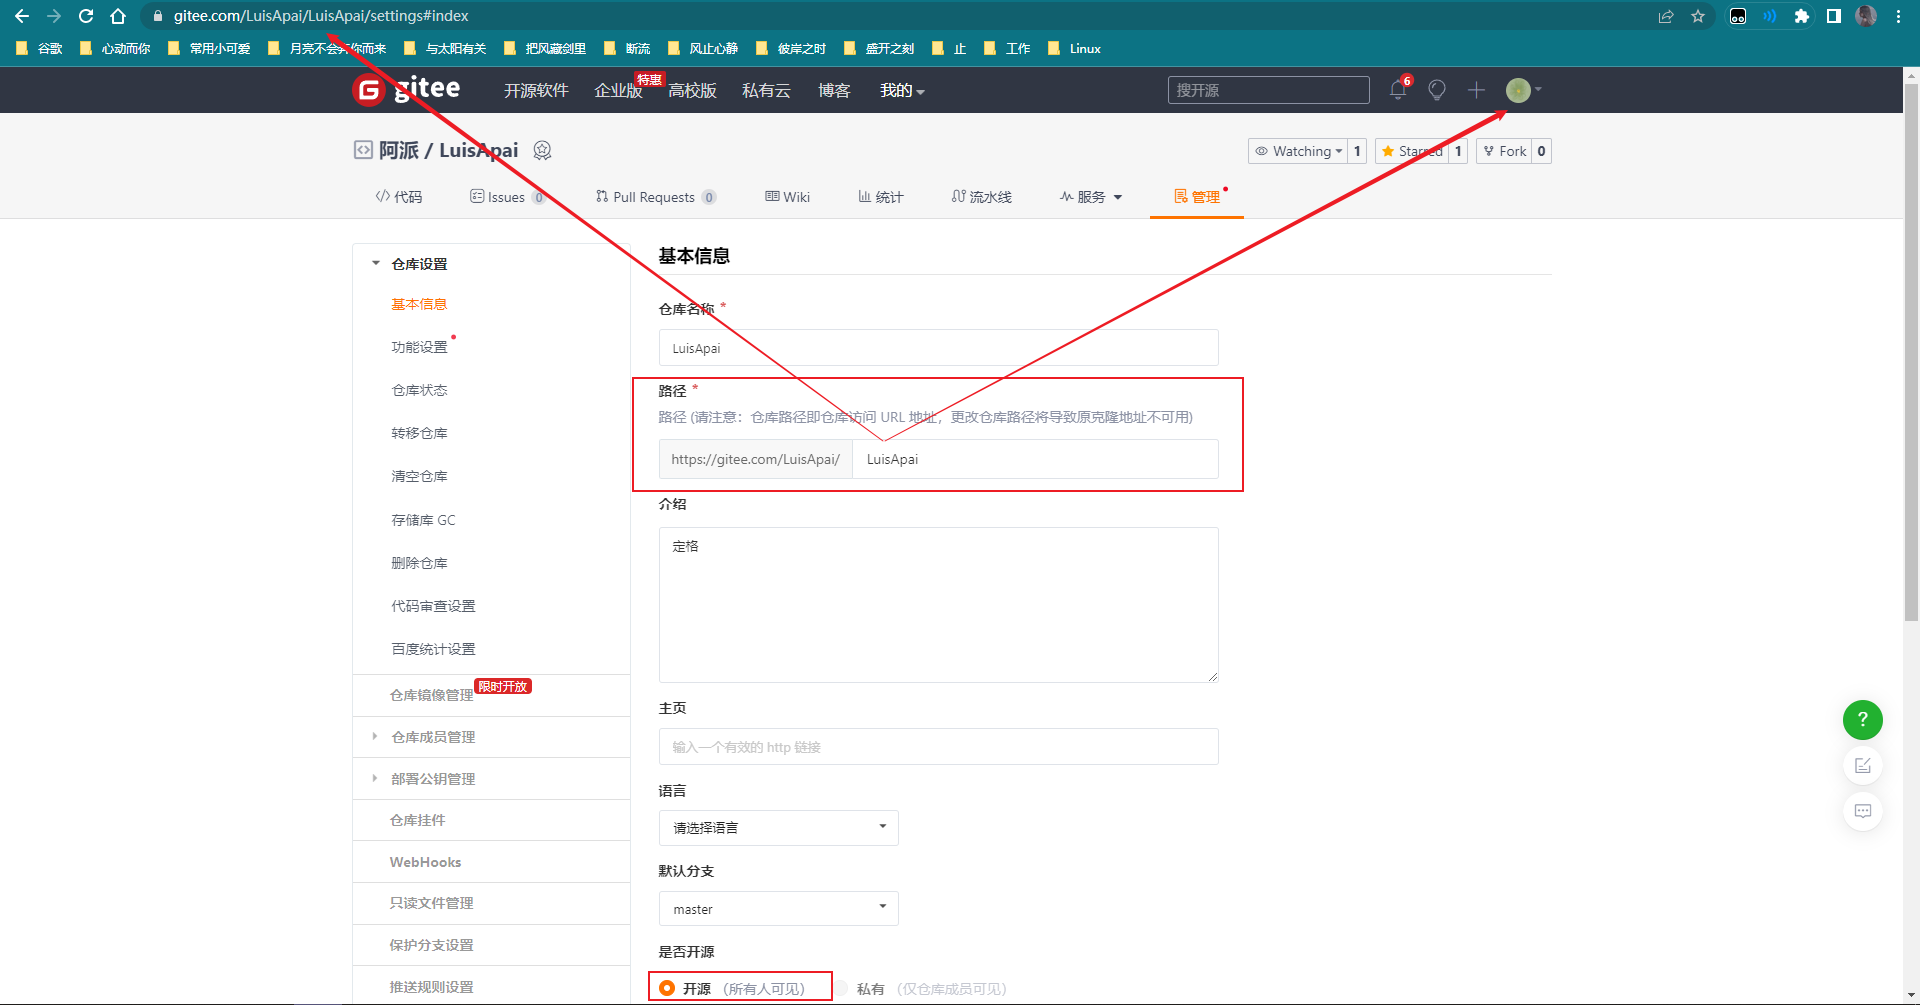 gitee.com/LuisApai/LuisApai/settings#index
谷歌 心动而你 常用小可爱 月亮不会奔你而来 与太阳有关 把风藏剑里 断流 风止心静 彼岸之时 盛开之刻 止 工作 Linux
gitee 开源软件 企业版 特惠 高校版 私有云 博客 我的 搜开源 6
阿派 / LuisApai Watching 1 Starred 1 Fork 0
代码 Issues 0 Pull Requests 0 Wiki 统计 流水线 服务 管理
仓库设置
基本信息
功能设置
仓库状态
转移仓库
清空仓库
存储库 GC
删除仓库
代码审查设置
百度统计设置
仓库镜像管理 限时开放
仓库成员管理
部署公钥管理
仓库挂件
WebHooks
只读文件管理
保护分支设置
推送规则设置
基本信息
仓库名称 *
LuisApai
路径 *
路径 (请注意：仓库路径即仓库访问 URL 地址，更改仓库路径将导致原克隆地址不可用)
https://gitee.com/LuisApai/ LuisApai
介绍
定格
主页
输入一个有效的 http 链接
语言
请选择语言
默认分支
master
是否开源
开源 （所有人可见） 私有 （仅仓库成员可见）
?